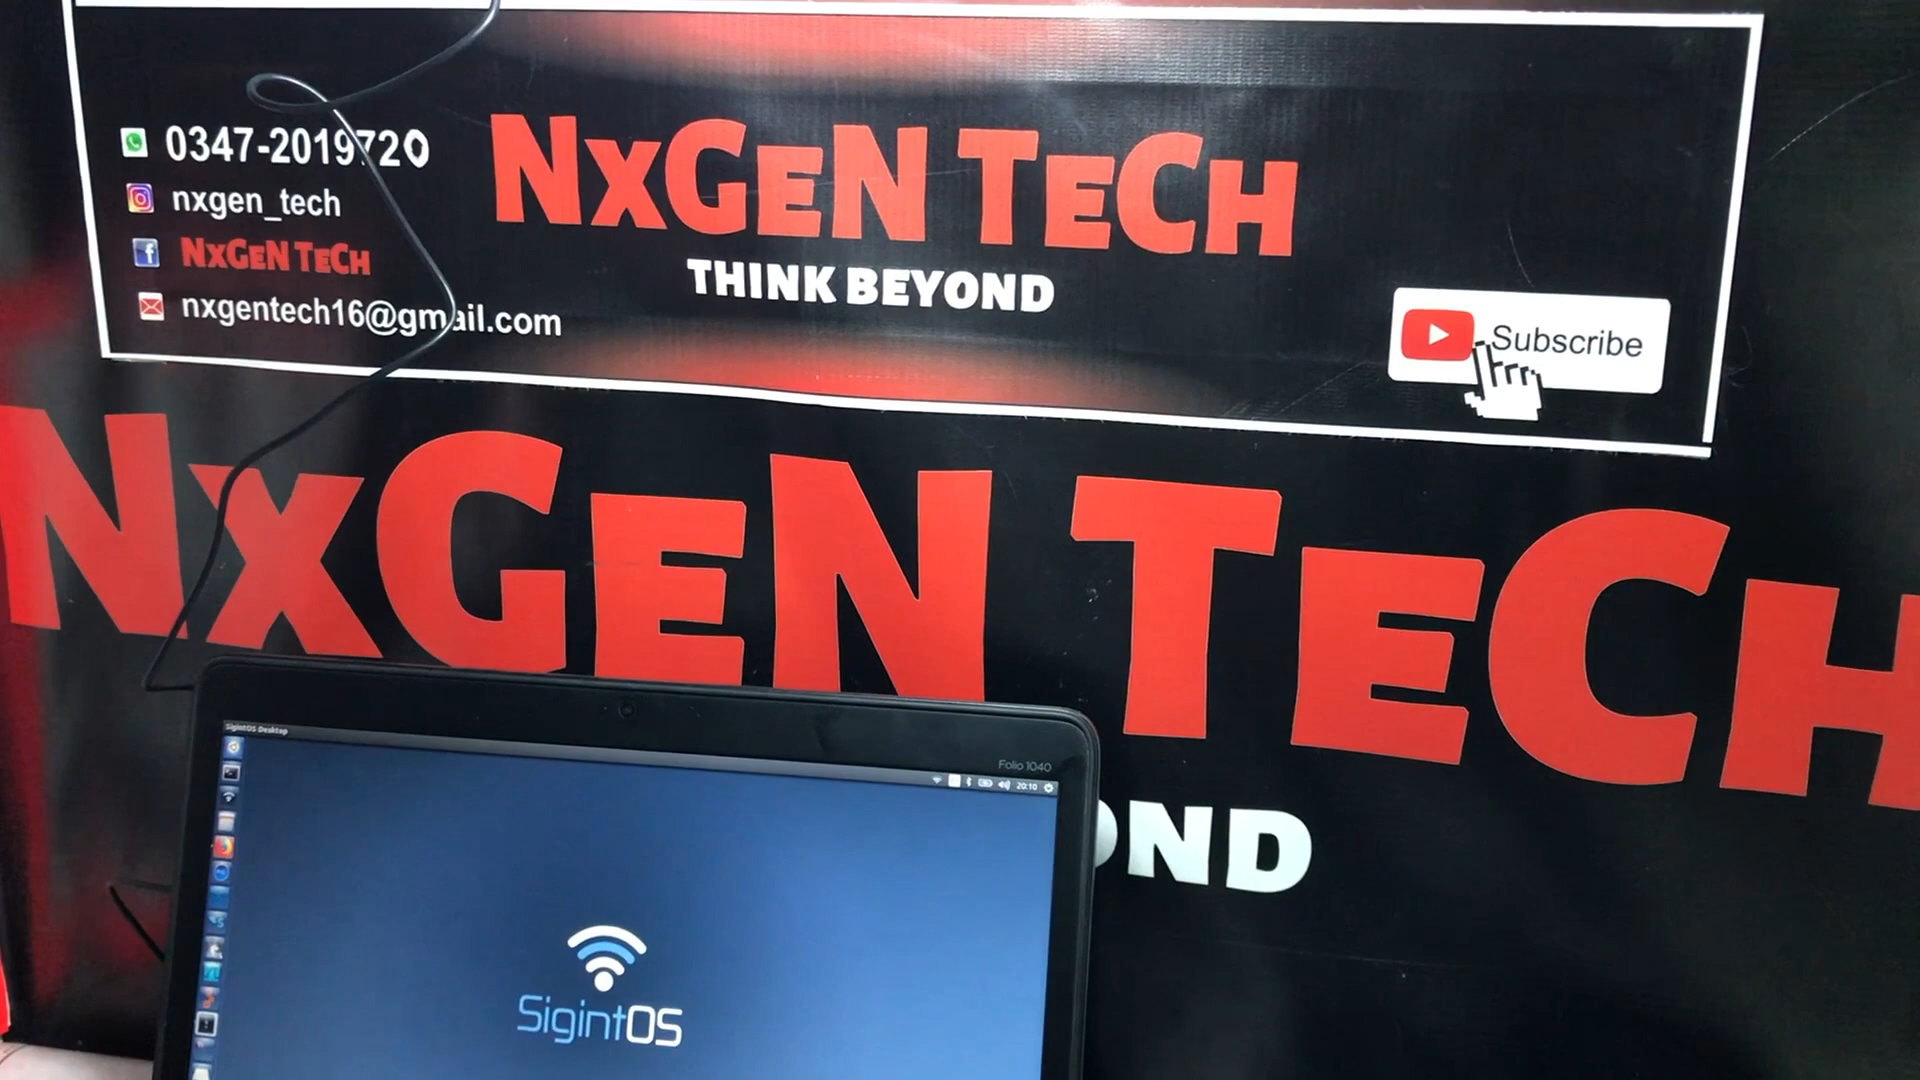 0347-2019720
nxgen_tech
NxGeN TeCH
nxgentech16@gmail.com
NxGeN TeCH
THINK BEYOND
Subscribe
NxGeN TeCH
OND
SigintOS Desktop
Folio 1040
20:10
SigintOS